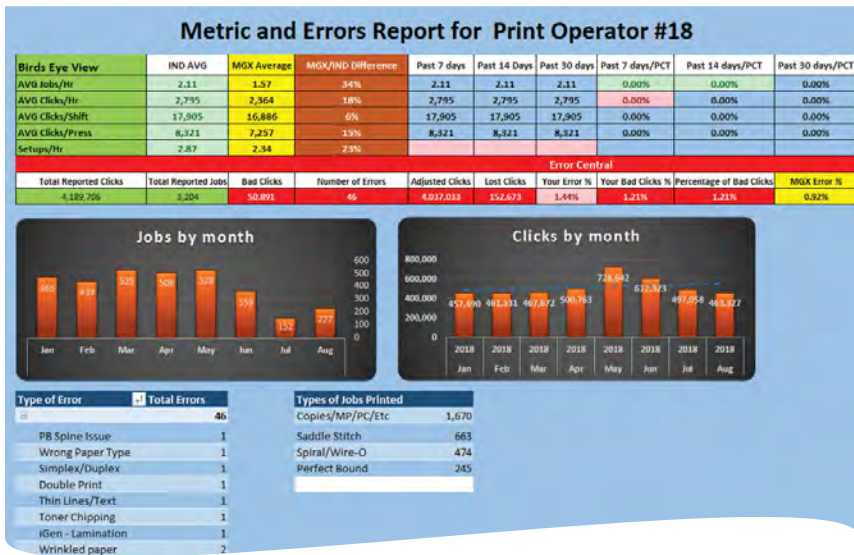 Metric and Errors Report for Print Operator #18
Birds Eye View IND AVG MGX Average MGX/IND Difference Past 7 days Past 14 Days Past 30 days Past 7 days/PCT Past 14 days/PCT Past 30 days/PCT
AVG Jobs/Hr 2.11 1.57 34% 2.11 2.11 2.11 0.00% 0.00% 0.00%
AVG Clicks/Hr 2,795 2,364 18% 2,795 2,795 2,795 0.00% 0.00% 0.00%
AVG Clicks/Shift 17,905 16,886 6% 17,905 17,905 17,905 0.00% 0.00% 0.00%
AVG Clicks/Press 8,321 7,257 15% 8,321 8,321 8,321 0.00% 0.00% 0.00%
Setups/Hr 2.87 2.34 23%
Error Central
Total Reported Clicks Total Reported Jobs Bad Clicks Number of Errors Adjusted Clicks Lost Clicks Your Error % Your Bad Clicks % Percentage of Bad Clicks MGX Error %
4,189,706 3,204 50,891 46 4,037,033 152,673 1.44% 1.21% 1.21% 0.92%
Jobs by month
600
500
400
300
200
100
0
466 439 525 508 528 359 152 227
Jan Feb Mar Apr May Jun Jul Aug
Clicks by month
800,000
600,000
400,000
200,000
0
461,531 467,672 500,763 728,642 612,373 497,058 463,327
2018 2018 2018 2018 2018 2018 2018 2018
Jan Feb Mar Apr May Jun Jul Aug
Type of Error Total Errors
46
PB Spine Issue 1
Wrong Paper Type 1
Simplex/Duplex 1
Double Print 1
Thin Lines/Text 1
Toner Chipping 1
iGen - Lamination 1
Wrinkled paper 2
Types of Jobs Printed
Copies/MP/PC/Etc 1,670
Saddle Stitch 663
Spiral/Wire-O 474
Perfect Bound 245